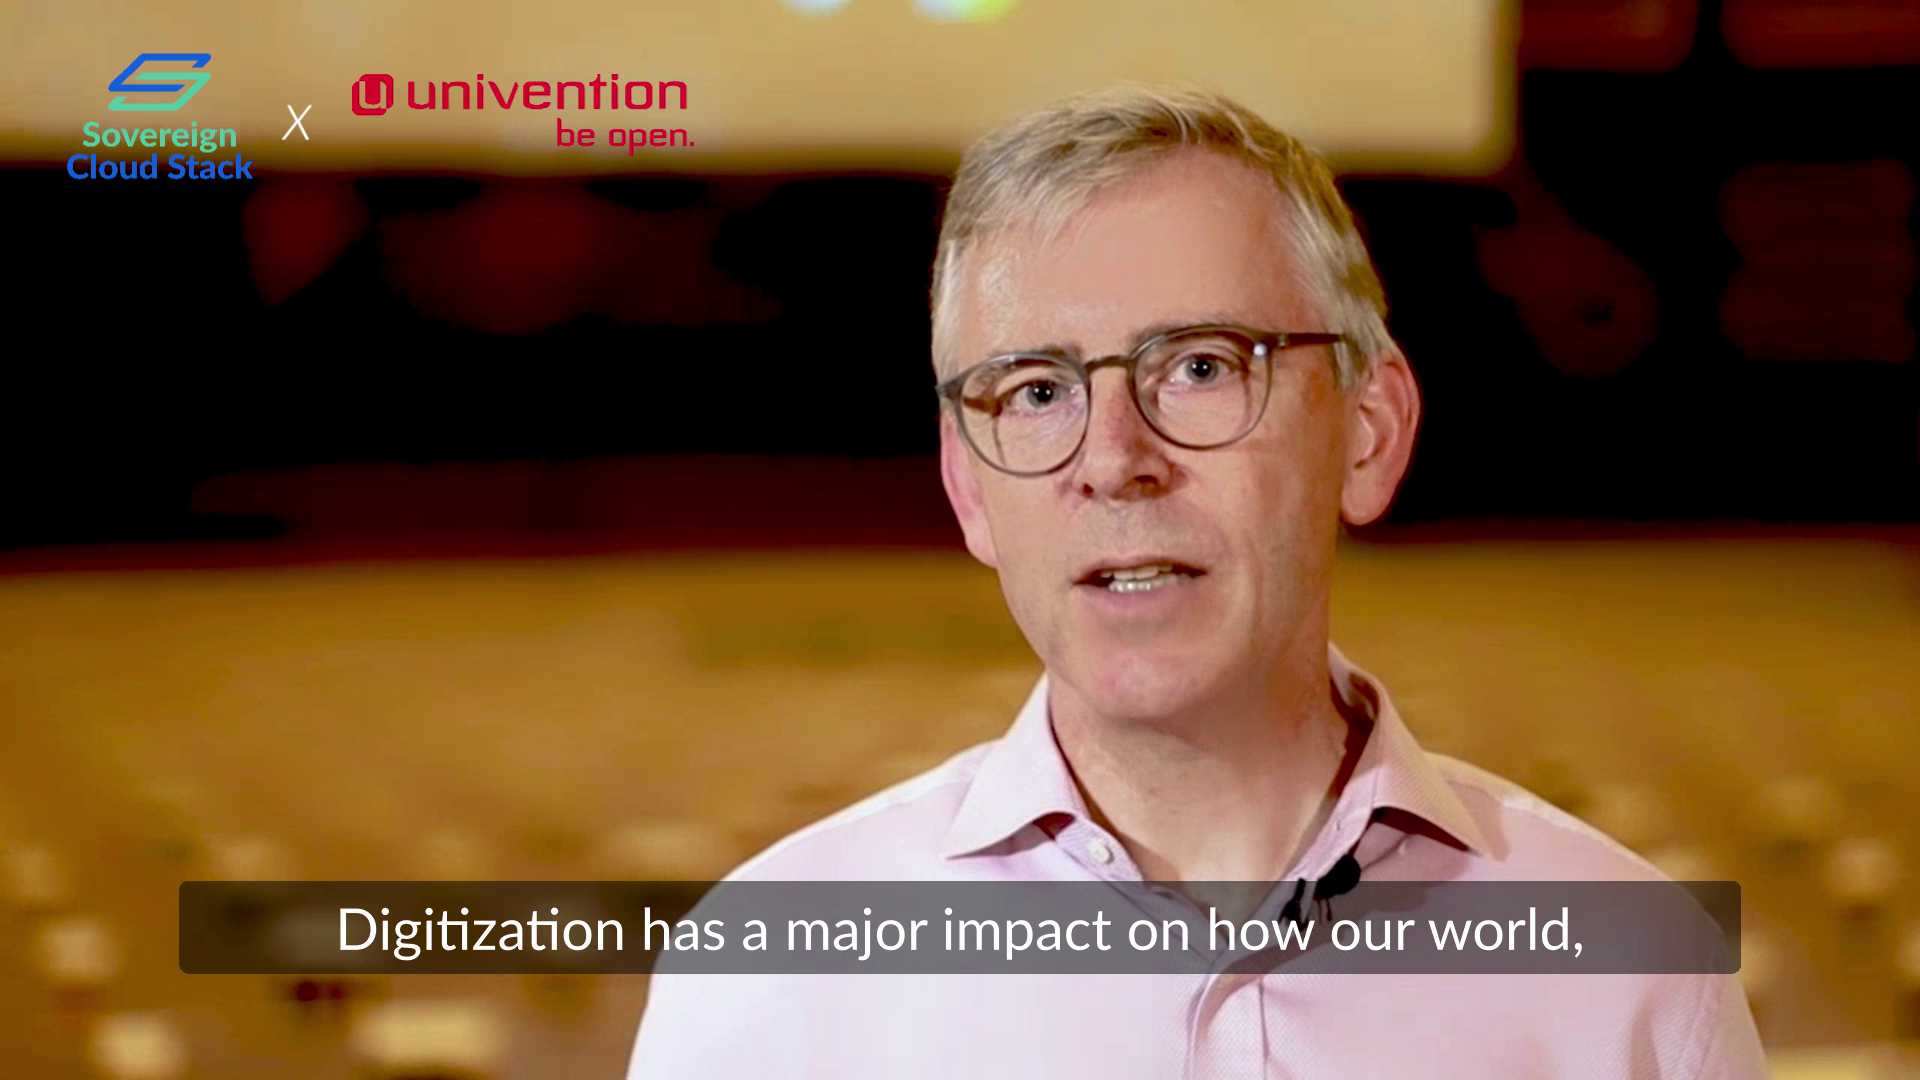 Sovereign
Cloud Stack
X
univention
be open.
Digitization has a major impact on how our world,